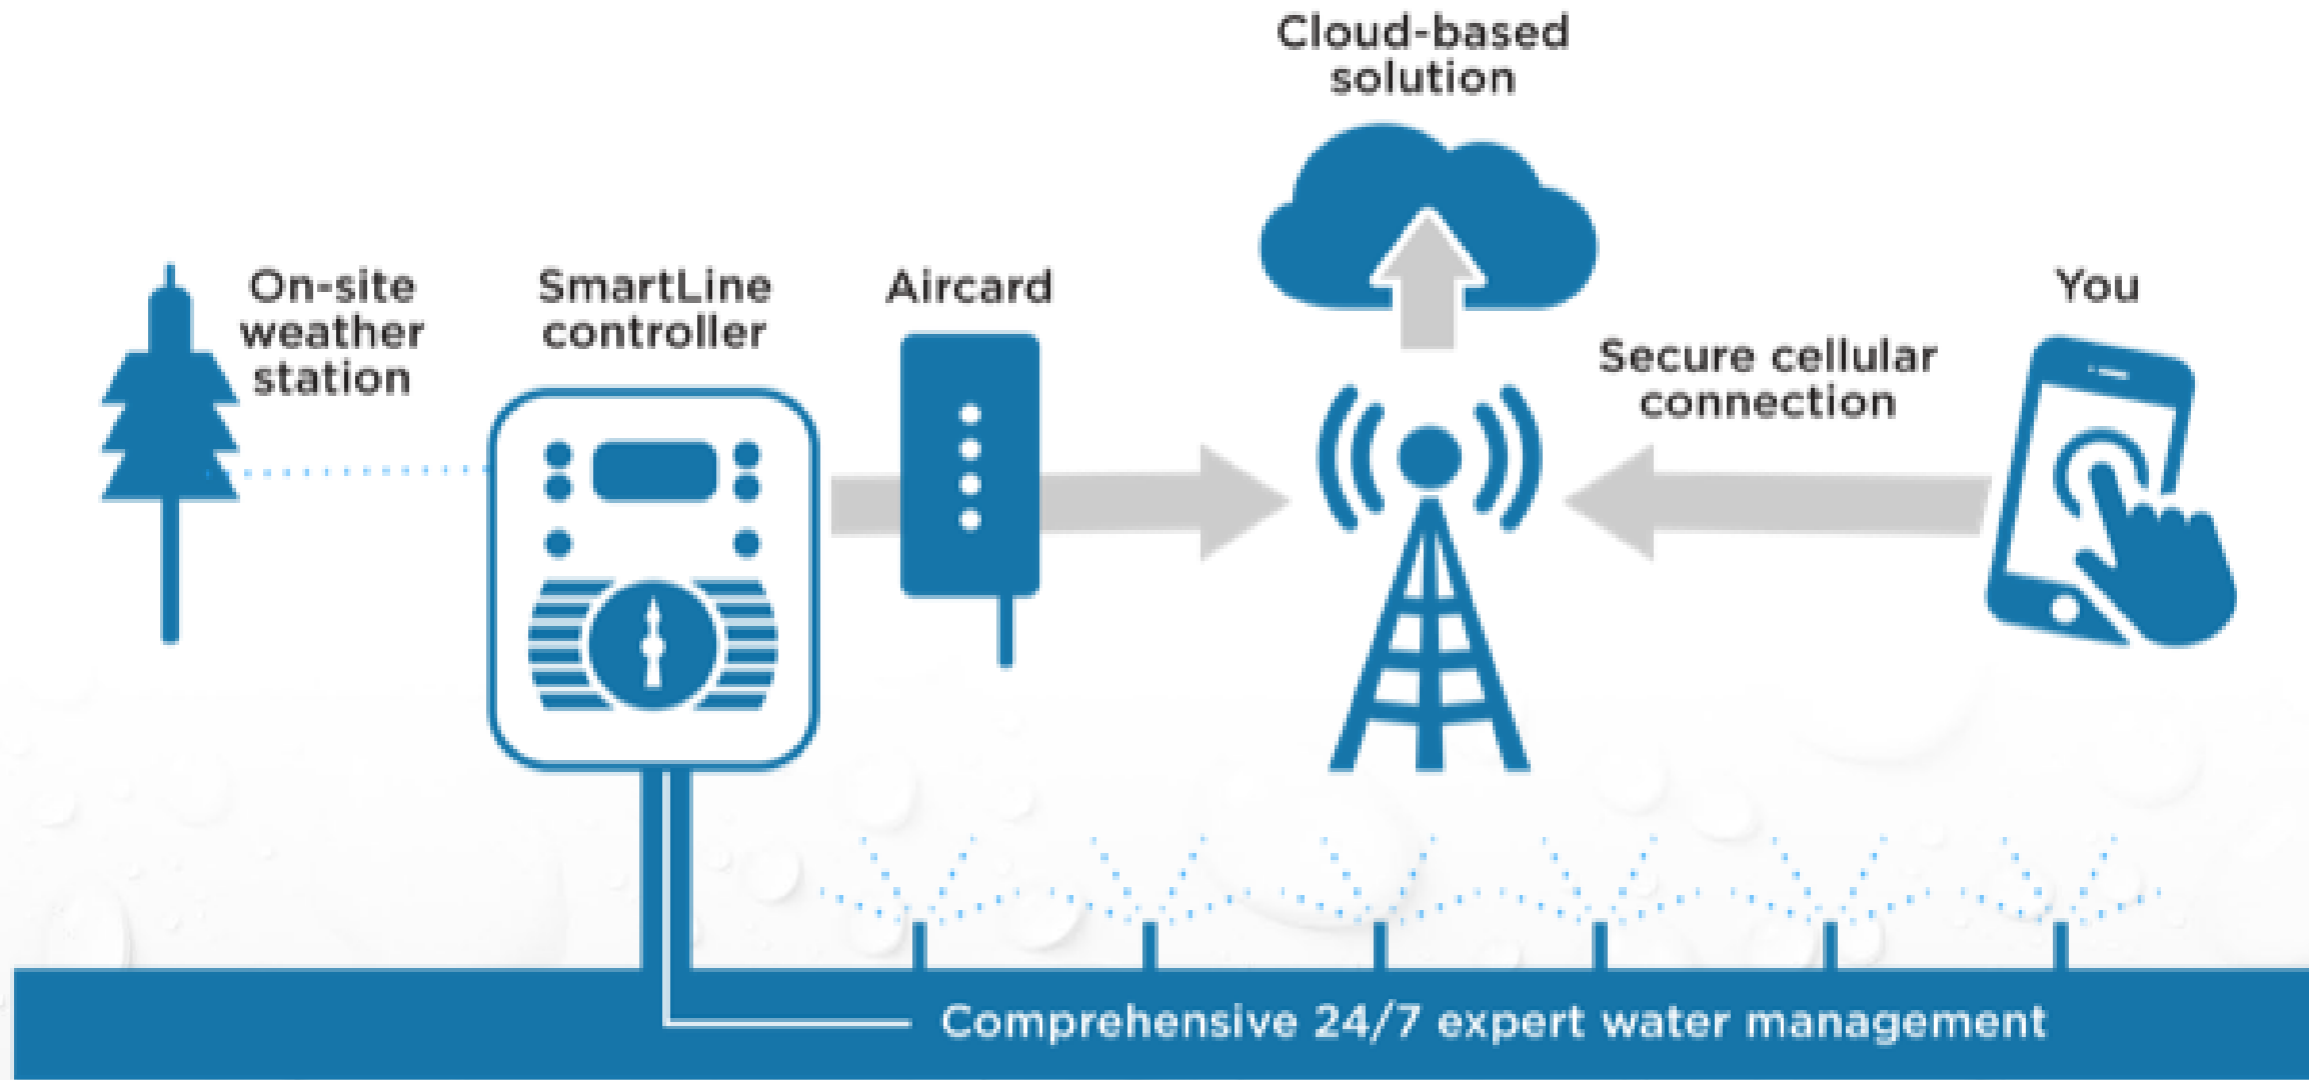 Cloud-based
solution
On-site
weather
station
SmartLine
controller
Aircard
Secure cellular
connection
You
Comprehensive 24/7 expert water management